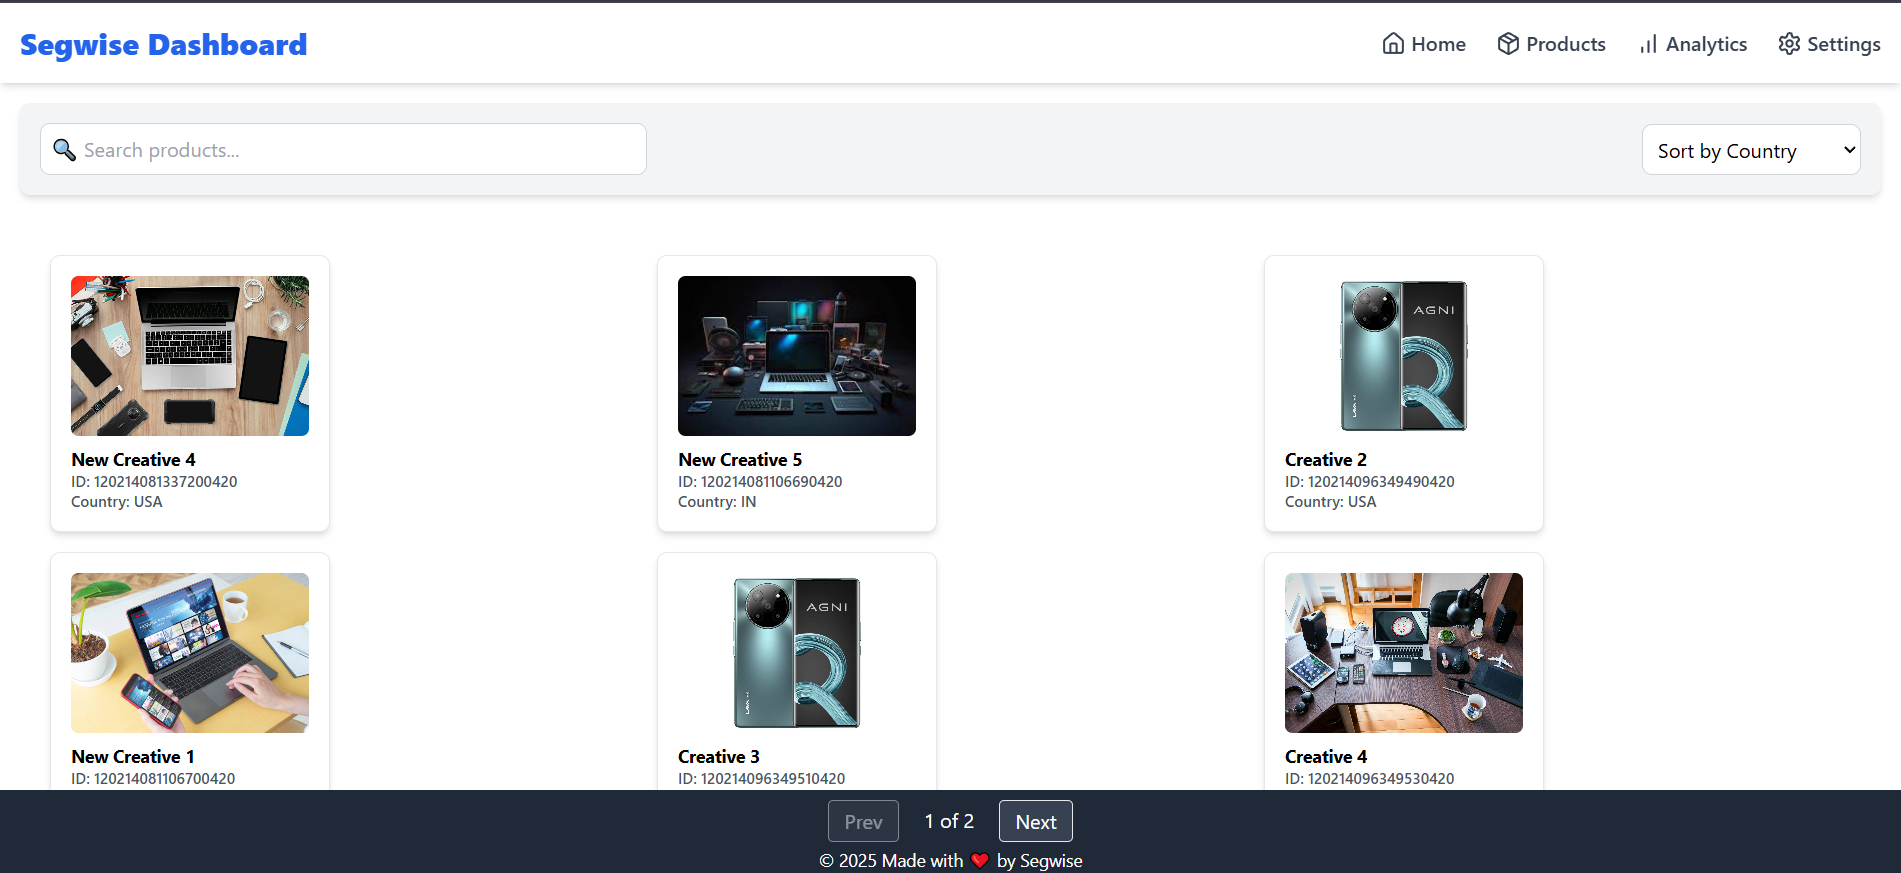 Segwise Dashboard
Home Products Analytics Settings
🔍 Search products...
Sort by Country
AGNI
New Creative 4
ID: 120214081337200420
Country: USA
New Creative 5
ID: 120214081106690420
Country: IN
Creative 2
ID: 120214096349490420
Country: USA
AGNI
New Creative 1
ID: 120214081106700420
Creative 3
ID: 120214096349510420
Creative 4
ID: 120214096349530420
Prev 1 of 2 Next
© 2025 Made with ❤️ by Segwise